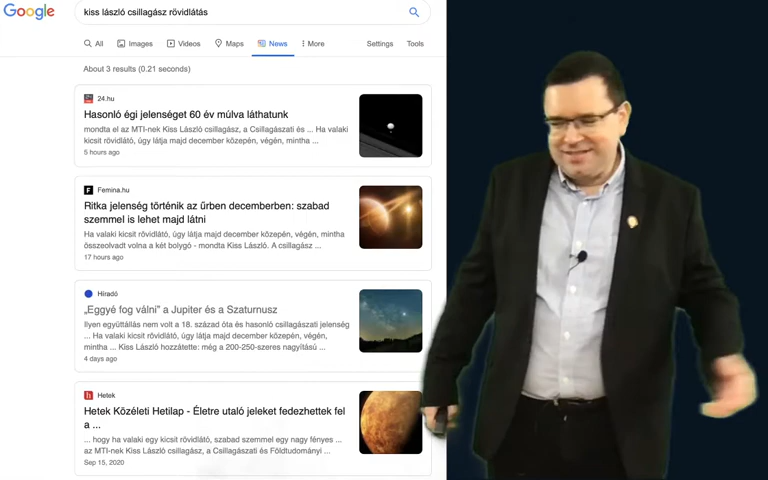 Google
kiss lászló csillagász rövidlátás
All Images Videos Maps News More Settings Tools
About 3 results (0.21 seconds)
24.hu
Hasonló égi jelenséget 60 év múlva láthatunk
mondta el az MTI-nek Kiss László csillagász, a Csillagászati és ... Ha valaki
kicsit rövidlátó, úgy látja majd december közepén, végén, mintha ...
5 hours ago
F Femina.hu
Ritka jelenség történik az űrben decemberben: szabad
szemmel is lehet majd látni
Ha valaki kicsit rövidlátó, úgy látja majd december közepén, végén, mintha
összeolvadt volna a két bolygó - mondta Kiss László. A csillagász ...
17 hours ago
Híradó
„Eggyé fog válni” a Jupiter és a Szaturnusz
Ilyen együttállás nem volt a 18. század óta és hasonló csillagászati jelenség
... Ha valaki kicsit rövidlátó, úgy látja majd december közepén, végén,
mintha ... Kiss László hozzátette: még a 200-250-szeres nagyítású ...
4 days ago
h Hetek
Hetek Közéleti Hetilap - Életre utaló jeleket fedezhettek fel
a ...
... hogy ha valaki egy kicsit rövidlátó, szabad szemmel egy nagy fényes ...
az MTI-nek Kiss László csillagász, a Csillagászati és Földtudományi ...
Sep 15, 2020